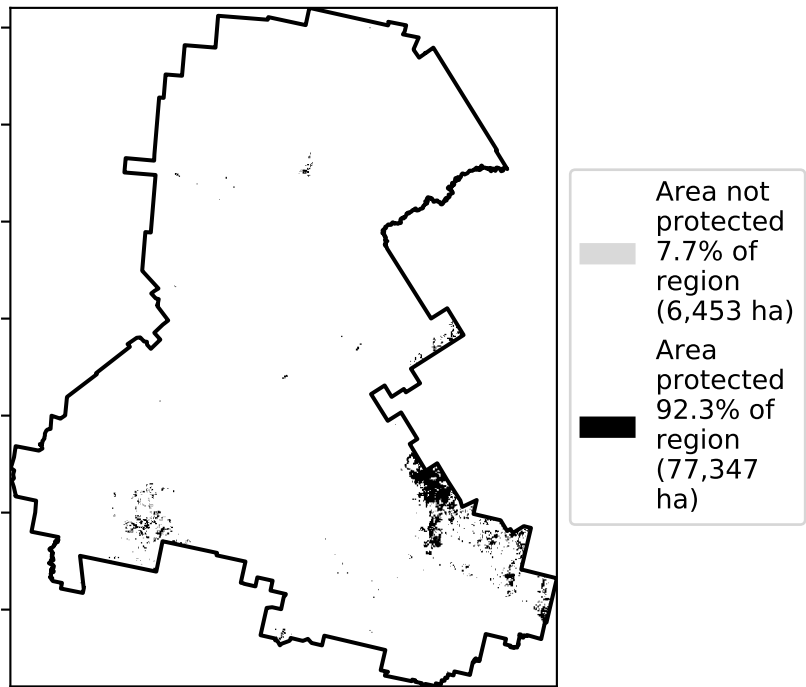 Area not
protected
7.7% of
region
(6,453 ha)
Area
protected
92.3% of
region
(77,347
ha)